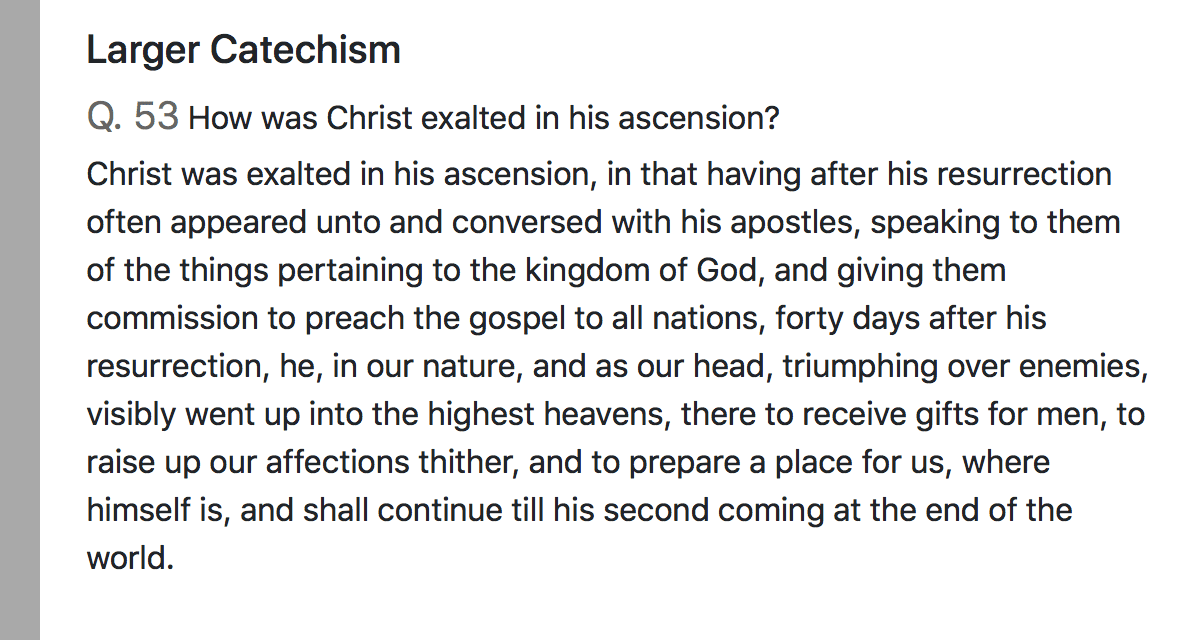 Larger Catechism
Q. 53 How was Christ exalted in his ascension?
Christ was exalted in his ascension, in that having after his resurrection
often appeared unto and conversed with his apostles, speaking to them
of the things pertaining to the kingdom of God, and giving them
commission to preach the gospel to all nations, forty days after his
resurrection, he, in our nature, and as our head, triumphing over enemies,
visibly went up into the highest heavens, there to receive gifts for men, to
raise up our affections thither, and to prepare a place for us, where
himself is, and shall continue till his second coming at the end of the
world.